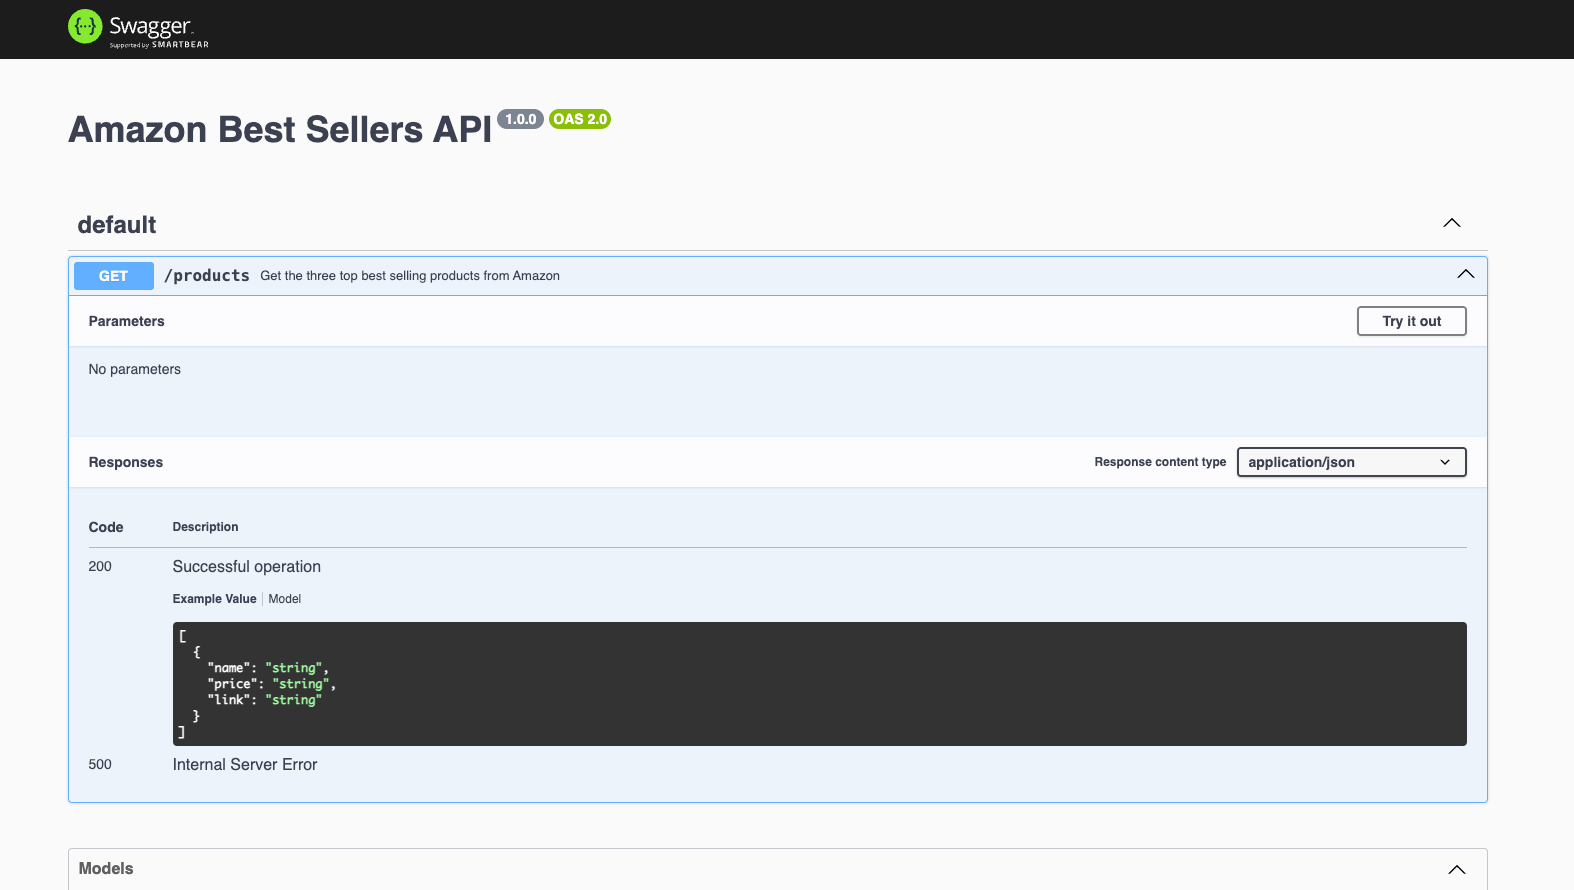 {···} Swagger.
Supported by SMARTBEAR
Amazon Best Sellers API 1.0.0 OAS 2.0
default
GET /products Get the three top best selling products from Amazon
Parameters Try it out
No parameters
Responses Response content type application/json
Code Description
200 Successful operation
Example Value Model
[
  {
    "name": "string",
    "price": "string",
    "link": "string"
  }
]
500 Internal Server Error
Models